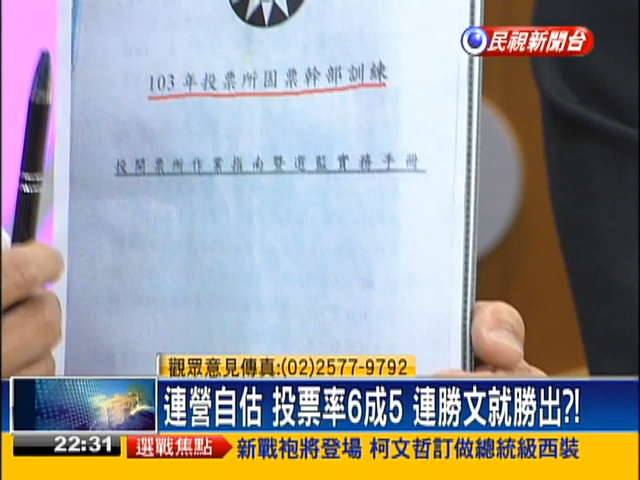 民視新聞台
103年投票所固票幹部訓練
投開票所作業指南暨選監實務手冊
觀眾意見傳真:(02)2577-9792
連營自估 投票率6成5 連勝文就勝出?!
22:31 選戰焦點 新戰袍將登場 柯文哲訂做總統級西裝